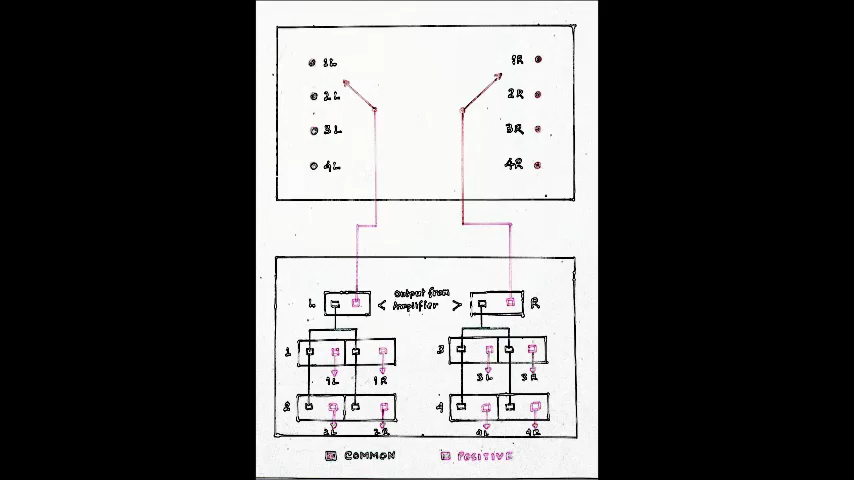 1L
1R
2L
2R
3L
3R
4L
4R
L
< Output from Amplifier >
R
1
3
1L
1R
3L
3R
2
4
2L
2R
4L
4R
COMMON
POSITIVE